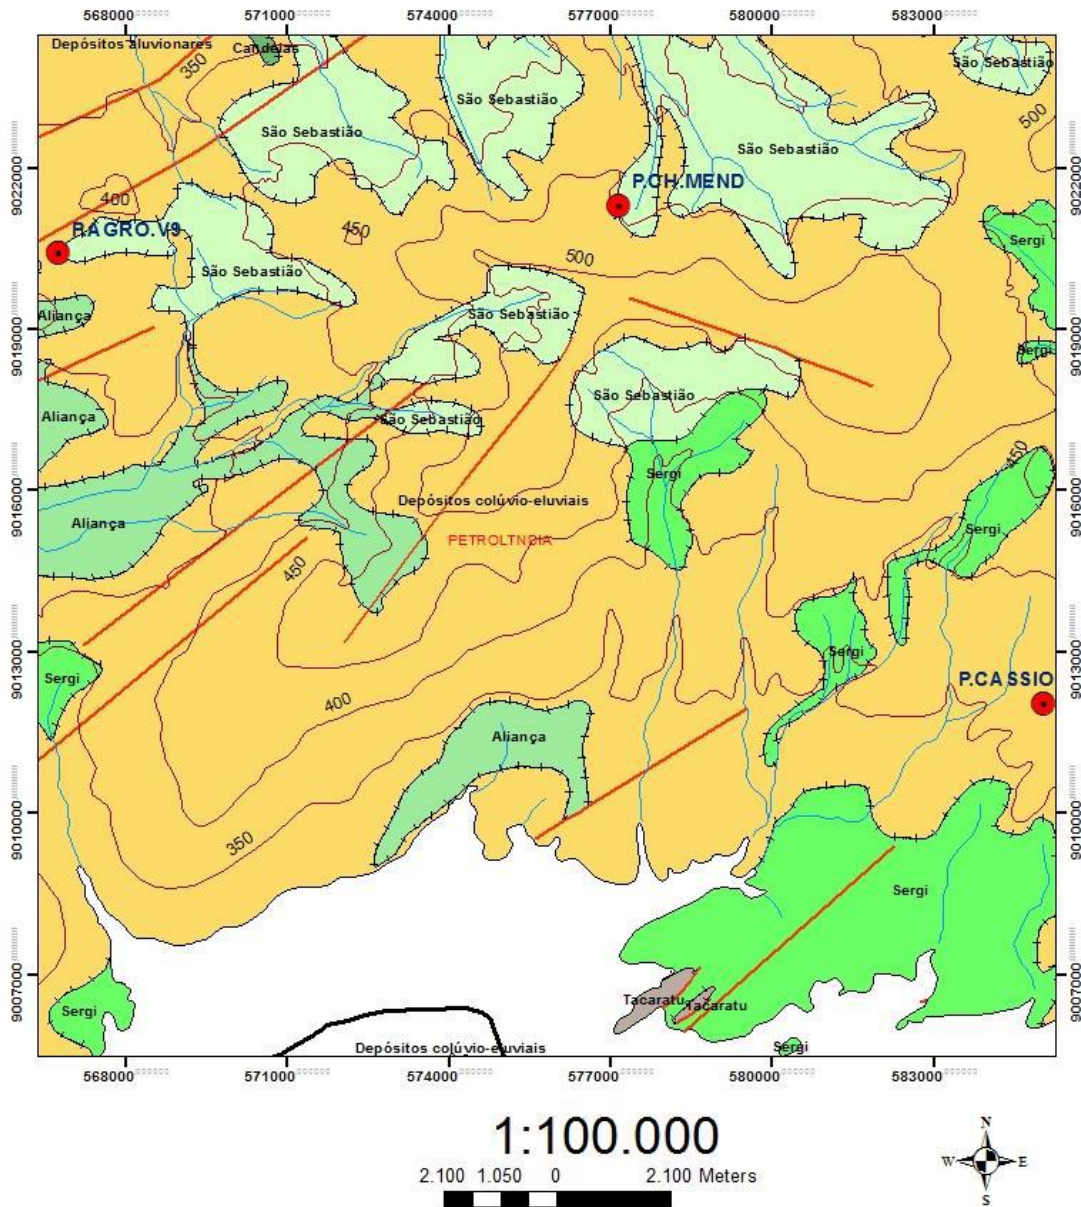 568000 571000 574000 577000 580000 583000
Depósitos aluvionares
Candeias
350
São Sebastião
São Sebastião
São Sebastião
São Sebastião
500
9022000
9022000
P.CH.MEND
400
P.AGRO.V9
450
500
Sergi
São Sebastião
São Sebastião
Aliança
9019000
9019000
Sergi
São Sebastião
Aliança
São Sebastião
450
Sergi
Depósitos colúvio-eluviais
9016000
9016000
Aliança
Sergi
PETROLTNDIA
450
9013000
9013000
Sergi
Sergi
P.CASSIO
400
Aliança
9010000
9010000
350
Sergi
9007000
9007000
Tacaratu
Tacaratu
Sergi
Depósitos colúvio-eluviais
Sergi
568000 571000 574000 577000 580000 583000
1:100.000
2.100 1.050 0 2.100 Meters
N
W E
S